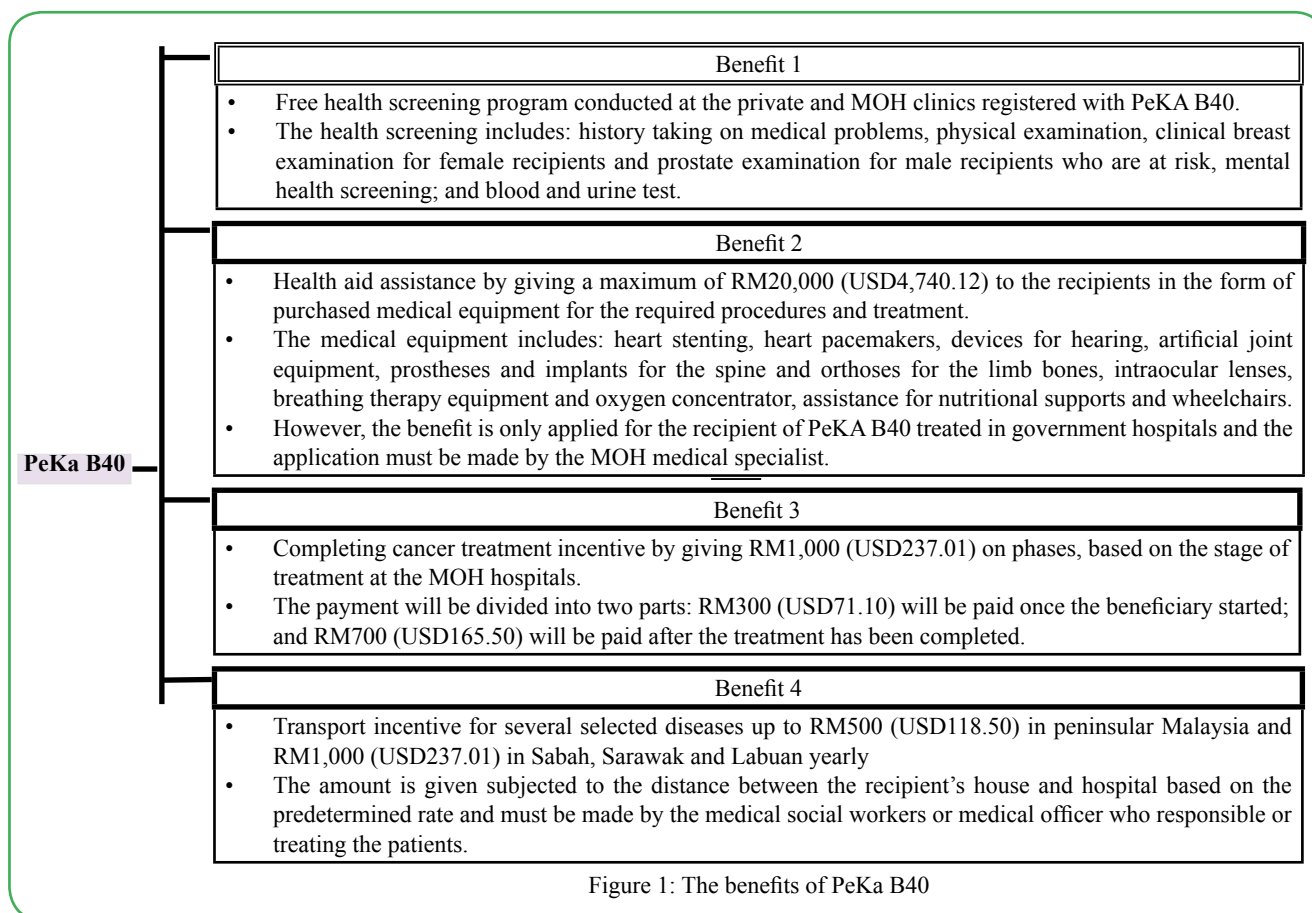 Benefit 1
• Free health screening program conducted at the private and MOH clinics registered with PeKA B40.
• The health screening includes: history taking on medical problems, physical examination, clinical breast
examination for female recipients and prostate examination for male recipients who are at risk, mental
health screening; and blood and urine test.
Benefit 2
• Health aid assistance by giving a maximum of RM20,000 (USD4,740.12) to the recipients in the form of
purchased medical equipment for the required procedures and treatment.
• The medical equipment includes: heart stenting, heart pacemakers, devices for hearing, artificial joint
equipment, prostheses and implants for the spine and orthoses for the limb bones, intraocular lenses,
breathing therapy equipment and oxygen concentrator, assistance for nutritional supports and wheelchairs.
• However, the benefit is only applied for the recipient of PeKA B40 treated in government hospitals and the
application must be made by the MOH medical specialist.
PeKa B40
Benefit 3
• Completing cancer treatment incentive by giving RM1,000 (USD237.01) on phases, based on the stage of
treatment at the MOH hospitals.
• The payment will be divided into two parts: RM300 (USD71.10) will be paid once the beneficiary started;
and RM700 (USD165.50) will be paid after the treatment has been completed.
Benefit 4
• Transport incentive for several selected diseases up to RM500 (USD118.50) in peninsular Malaysia and
RM1,000 (USD237.01) in Sabah, Sarawak and Labuan yearly
• The amount is given subjected to the distance between the recipient's house and hospital based on the
predetermined rate and must be made by the medical social workers or medical officer who responsible or
treating the patients.
Figure 1: The benefits of PeKa B40